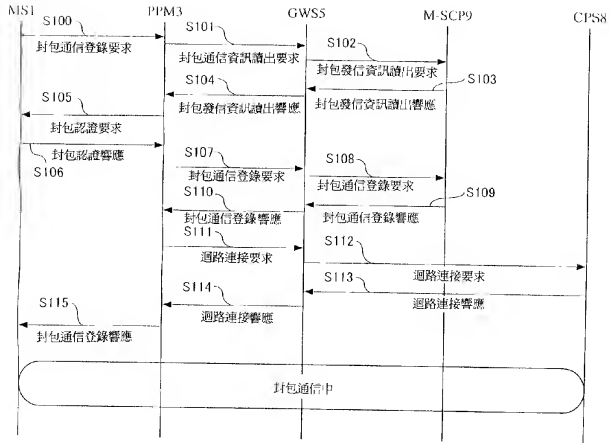 MS1 PPM3 GWS5 M-SCP9 CPS8
S100
封包通信登錄要求
S101
封包通信資訊讀出要求
S102
封包發信資訊讀出要求
S103
封包發信資訊讀出響應
S104
封包發信資訊讀出響應
S105
封包認證要求
封包認證響應
S106
S107
封包通信登錄要求
S108
封包通信登錄要求
S109
封包通信登錄響應
S110
封包通信登錄響應
S111
迴路連接要求
S112
迴路連接要求
S113
迴路連接響應
S114
迴路連接響應
S115
封包通信登錄響應
封包通信中